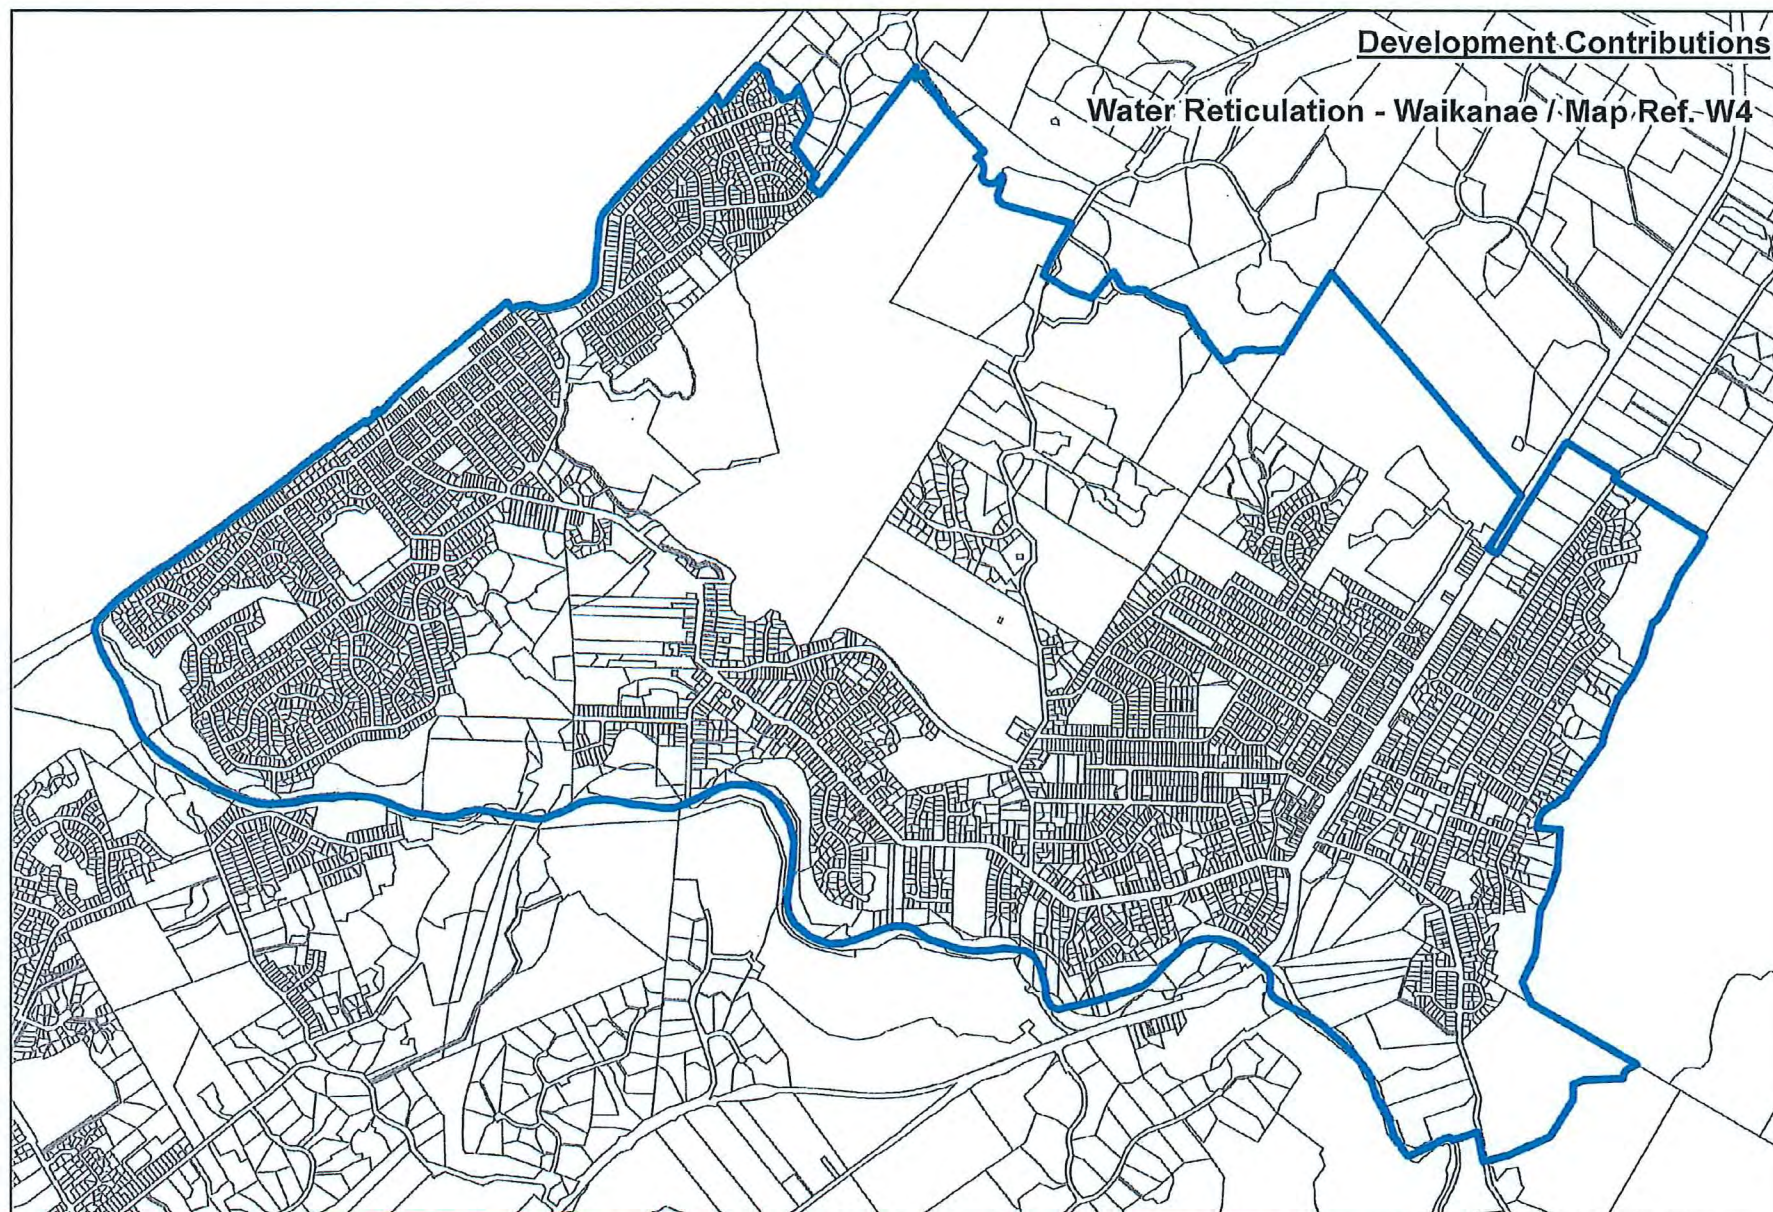 Development Contributions
Water Reticulation - Waikanae / Map Ref. W4